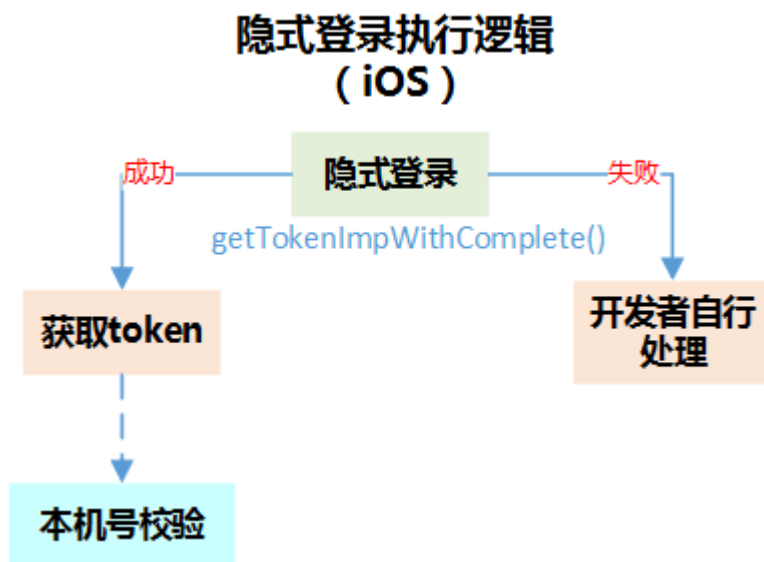 隐式登录执行逻辑
（iOS）
成功
隐式登录
失败
getTokenImpWithComplete()
获取token
开发者自行
处理
本机号校验